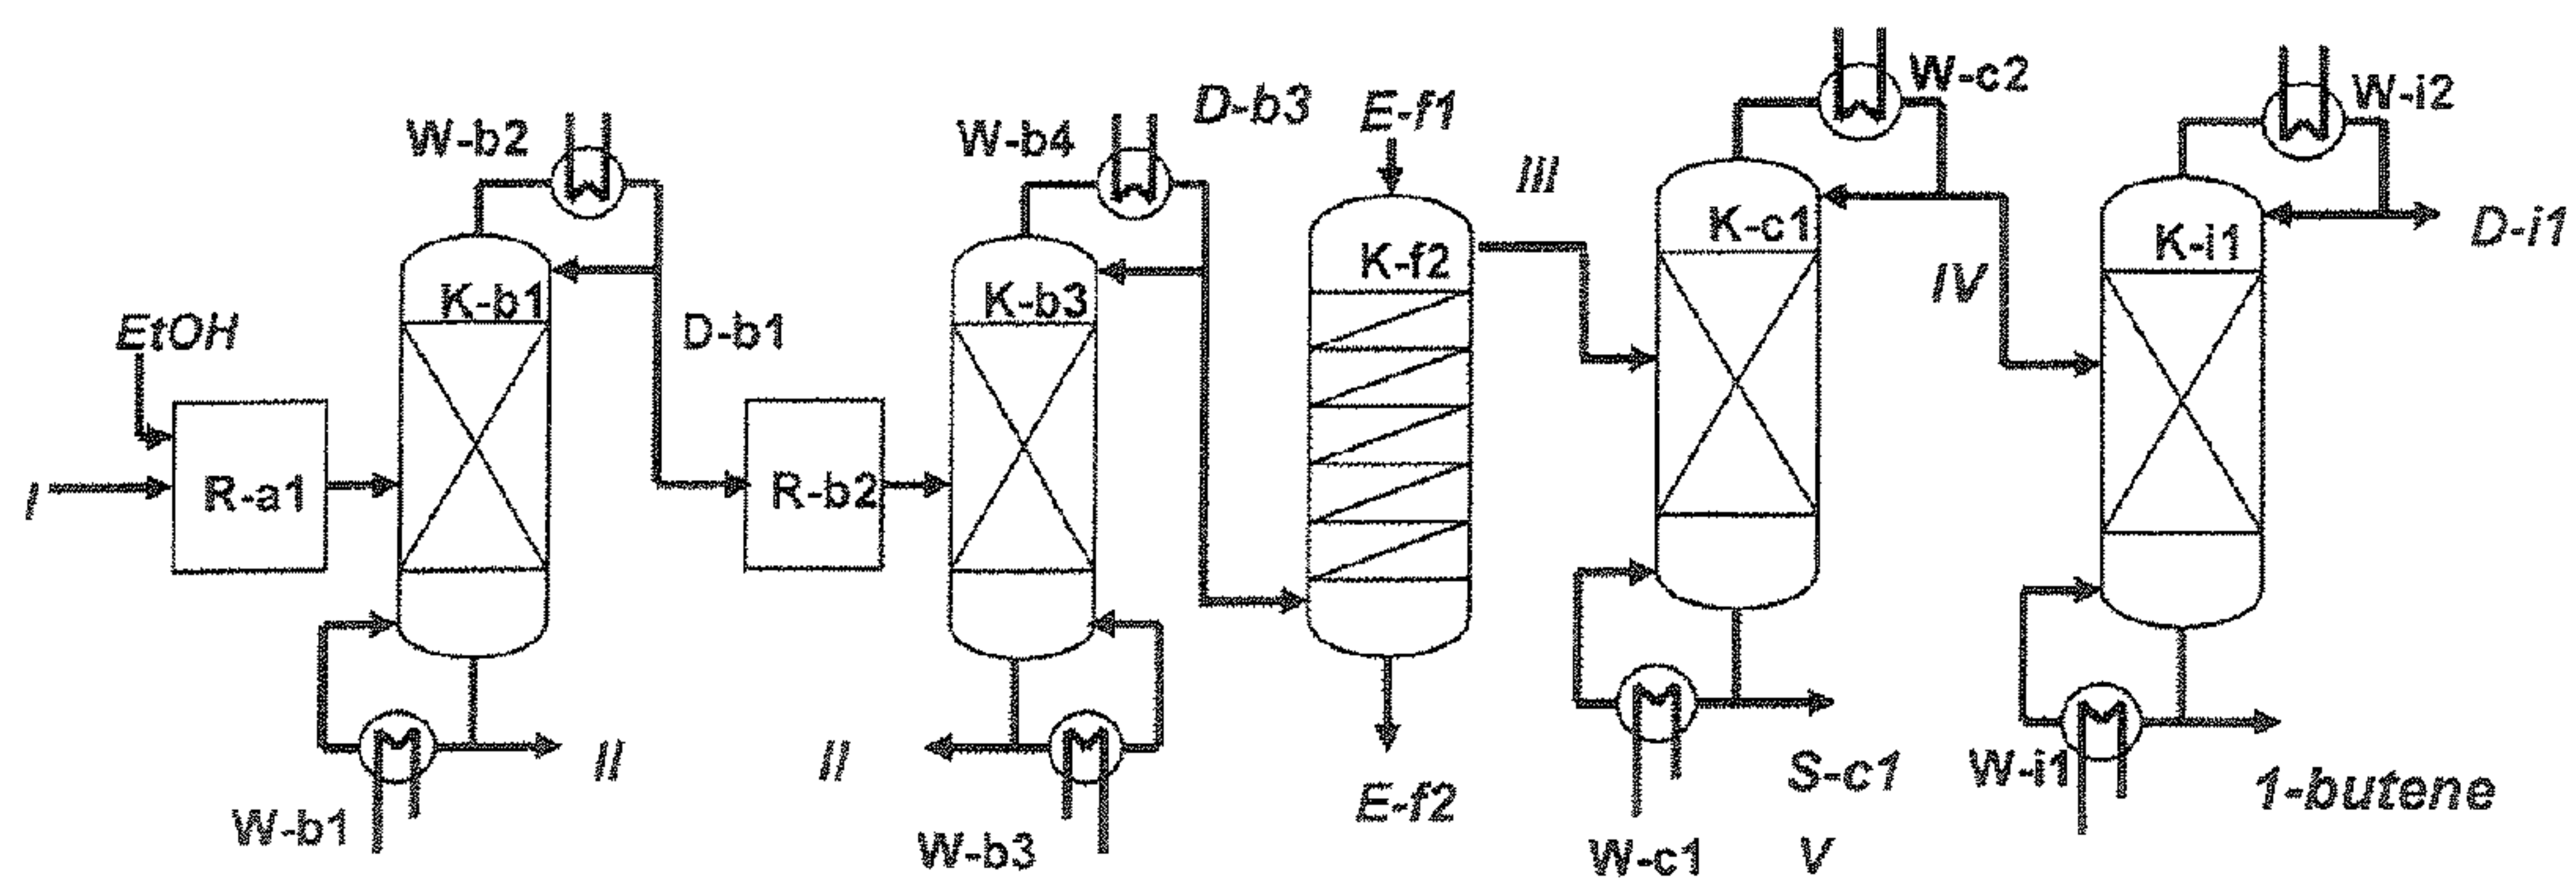 W-b2
W-b4
D-b3
E-f1
III
W-c2
W-i2
K-b1
K-b3
K-f2
K-c1
K-i1
D-i1
IV
EtOH
D-b1
I
R-a1
R-b2
II
II
W-b1
W-b3
E-f2
S-c1
W-c1
V
W-i1
1-butene